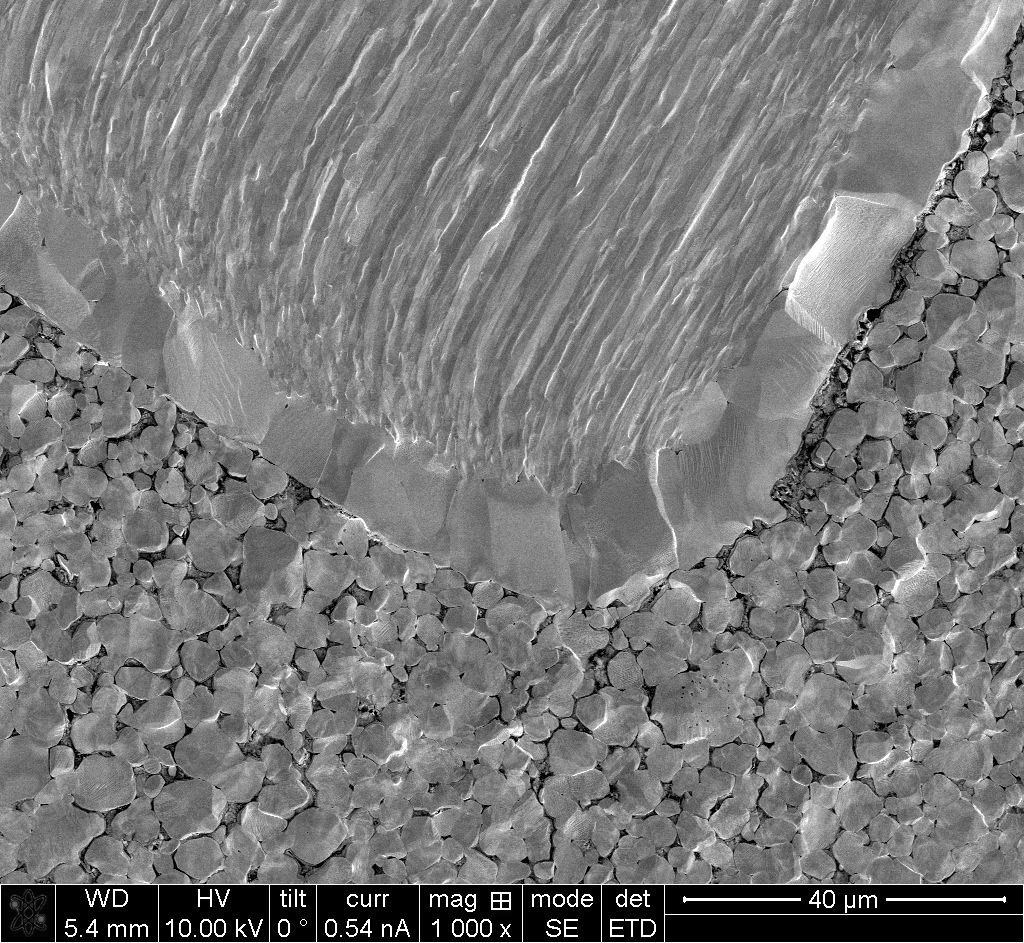 WD HV tilt curr mag mode det
5.4 mm 10.00 kV 0 ° 0.54 nA 1 000 x SE ETD
40 µm